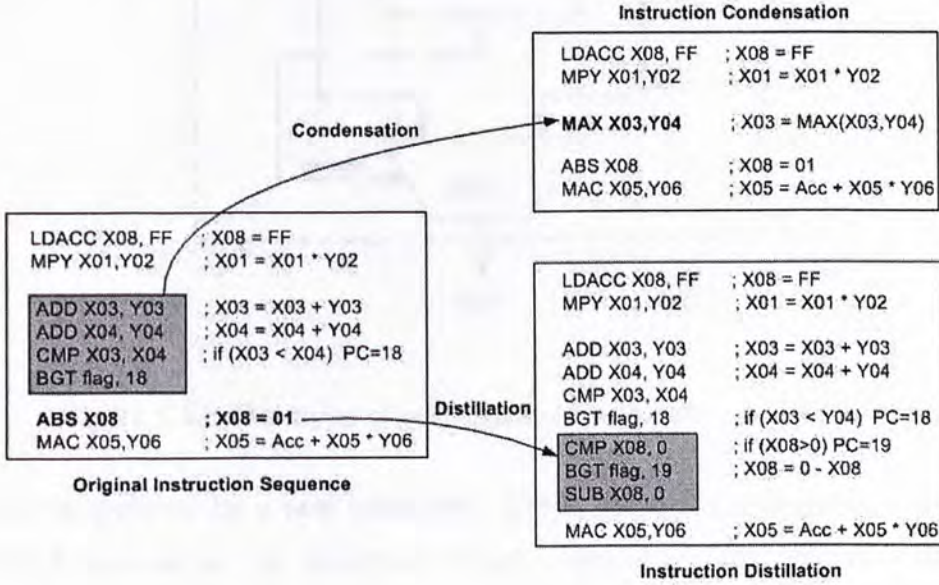 Instruction Condensation
LDACC X08, FF ; X08 = FF
MPY X01,Y02 ; X01 = X01 * Y02
MAX X03,Y04 ; X03 = MAX(X03,Y04)
ABS X08 ; X08 = 01
MAC X05,Y06 ; X05 = Acc + X05 * Y06
Condensation
LDACC X08, FF ; X08 = FF
MPY X01,Y02 ; X01 = X01 * Y02
ADD X03, Y03 ; X03 = X03 + Y03
ADD X04, Y04 ; X04 = X04 + Y04
CMP X03, X04 ; if (X03 < X04) PC=18
BGT flag, 18
ABS X08 ; X08 = 01
MAC X05,Y06 ; X05 = Acc + X05 * Y06
Original Instruction Sequence
Distillation
LDACC X08, FF ; X08 = FF
MPY X01,Y02 ; X01 = X01 * Y02
ADD X03, Y03 ; X03 = X03 + Y03
ADD X04, Y04 ; X04 = X04 + Y04
CMP X03, X04
BGT flag, 18 ; if (X03 < Y04) PC=18
CMP X08, 0 ; if (X08>0) PC=19
BGT flag, 19 ; X08 = 0 - X08
SUB X08, 0
MAC X05,Y06 ; X05 = Acc + X05 * Y06
Instruction Distillation